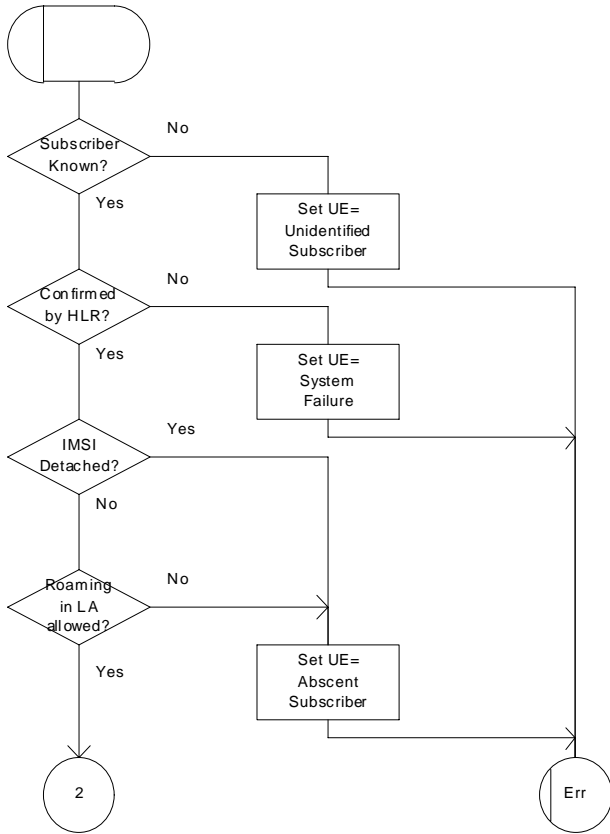 No
Subscriber
Known?
Yes
Set UE=
Unidentified
Subscriber
No
Confirmed
by HLR?
Yes
Set UE=
System
Failure
Yes
IMSI
Detached?
No
No
Roaming
in LA
allowed?
Yes
Set UE=
Abscent
Subscriber
2
Err